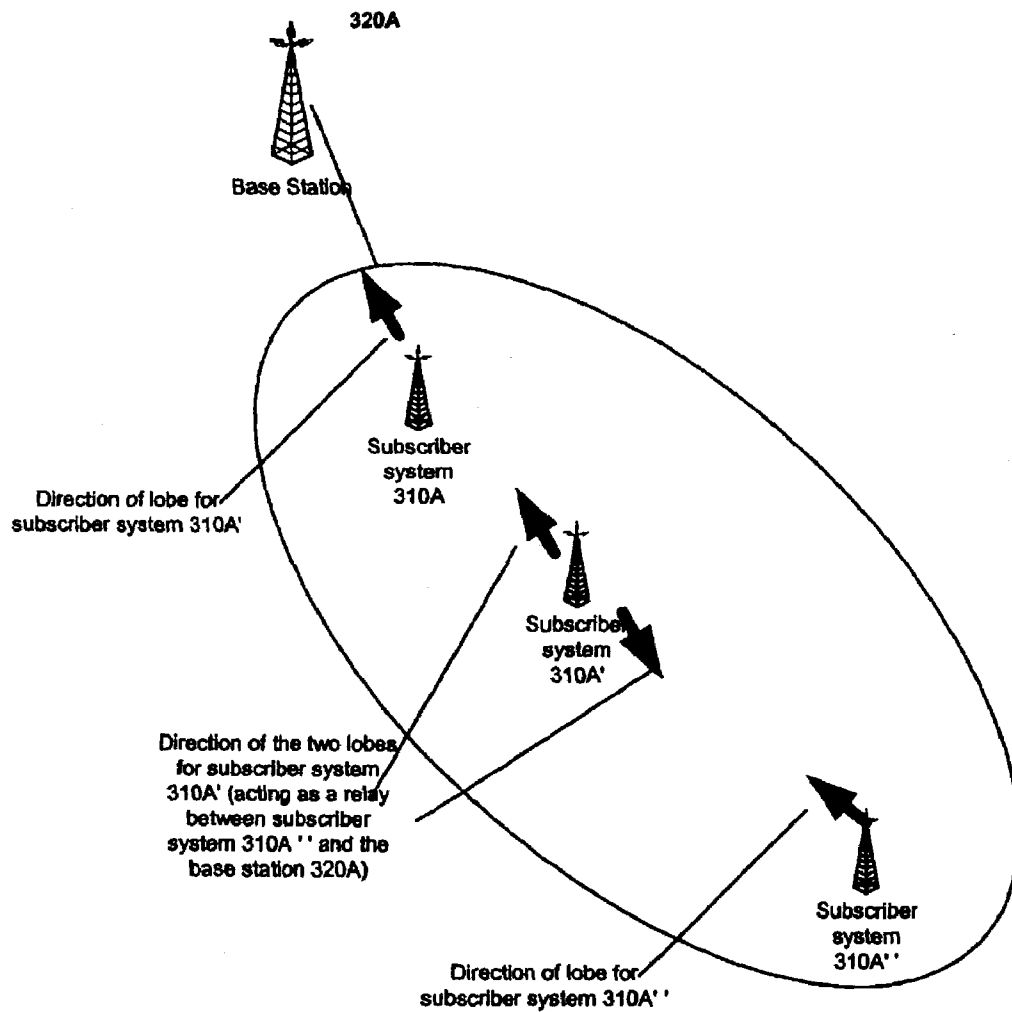 320A
Base Station
Subscriber
system
310A
Direction of lobe for
subscriber system 310A'
Subscriber
system
310A'
Direction of the two lobes
for subscriber system
310A' (acting as a relay
between subscriber
system 310A '' and the
base station 320A)
Subscriber
system
310A' '
Direction of lobe for
subscriber system 310A' '